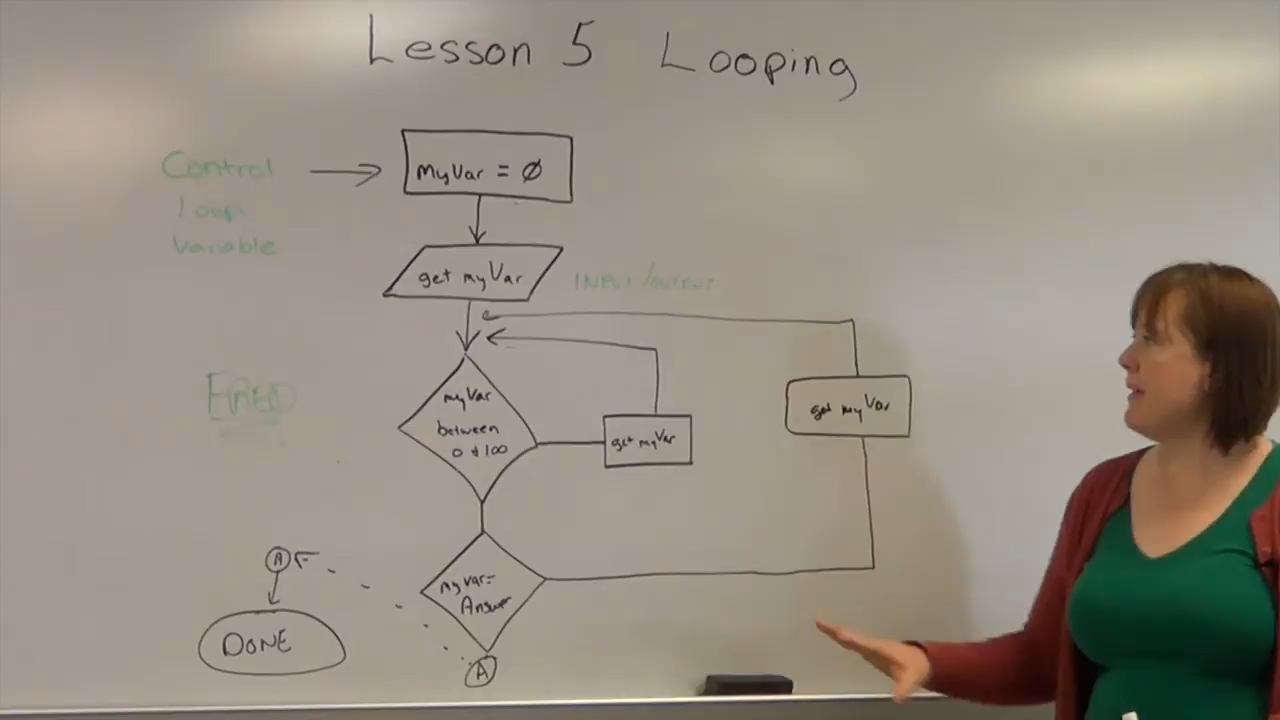 Lesson 5 Looping
Control
Loop
Variable
MyVar = Ø
get myVar
INPUT/OUTPUT
myVar
between
0 & 100
get myVar
get myVar
myVar=
Answer
A
DONE
A